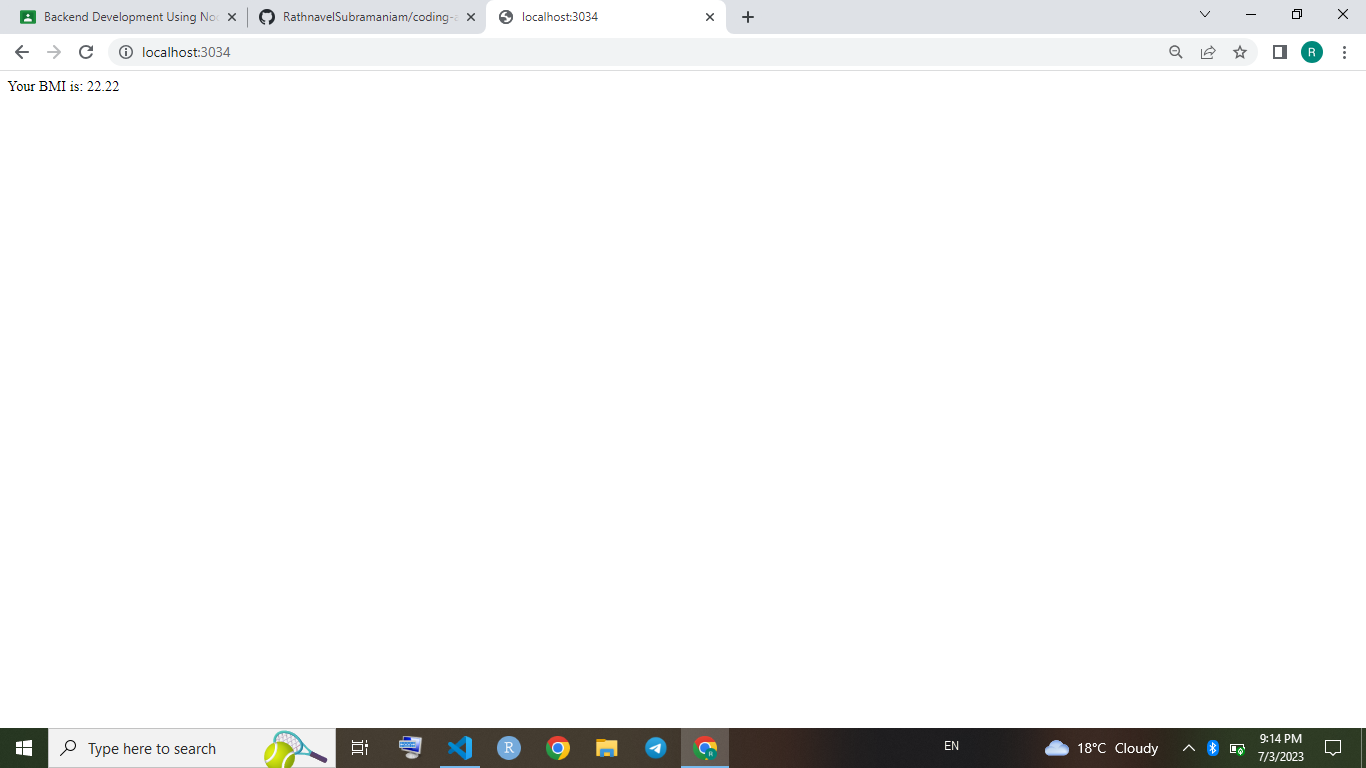 Backend Development Using No
RathnavelSubramaniam/coding-a
localhost:3034
localhost:3034
R
Your BMI is: 22.22
Type here to search
R
R
EN
18°C Cloudy
9:14 PM
7/3/2023